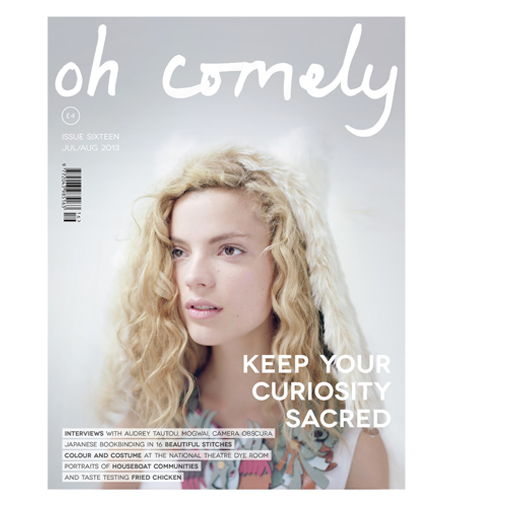 oh comely
£4
ISSUE SIXTEEN
JUL/AUG 2013
KEEP YOUR
CURIOSITY
SACRED
INTERVIEWS WITH AUDREY TAUTOU, MOGWAI, CAMERA OBSCURA
JAPANESE BOOKBINDING IN 16 BEAUTIFUL STITCHES
COLOUR AND COSTUME AT THE NATIONAL THEATRE DYE ROOM
PORTRAITS OF HOUSEBOAT COMMUNITIES
AND TASTE TESTING FRIED CHICKEN